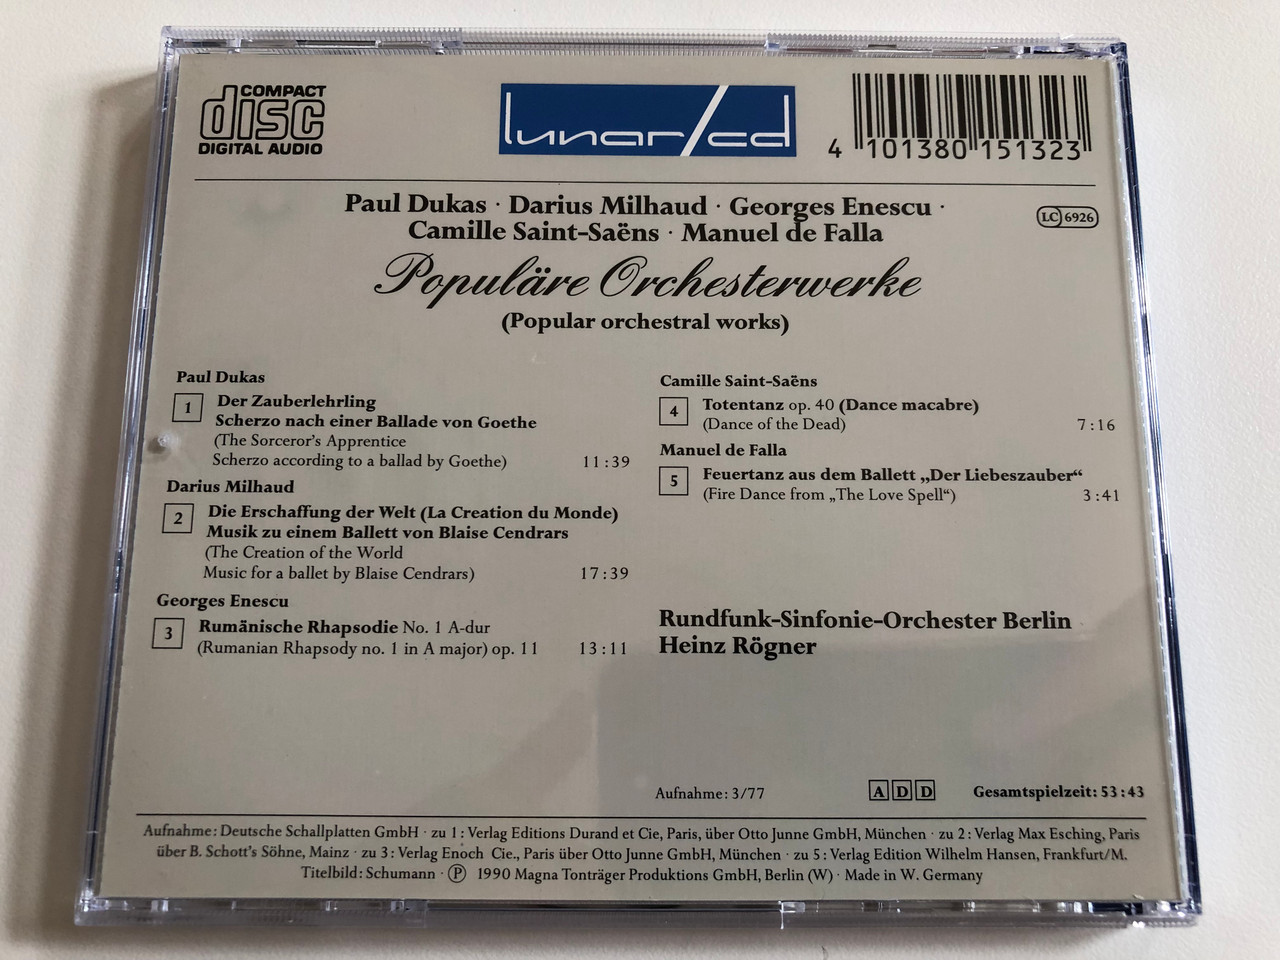 COMPACT
disc
DIGITAL AUDIO
lunar/cd
4 101380 151323
Paul Dukas · Darius Milhaud · Georges Enescu ·
Camille Saint-Saëns · Manuel de Falla
LC 6926
Populäre Orchesterwerke
(Popular orchestral works)
Paul Dukas
1 Der Zauberlehrling
Scherzo nach einer Ballade von Goethe
(The Sorceror's Apprentice
Scherzo according to a ballad by Goethe) 11:39
Darius Milhaud
2 Die Erschaffung der Welt (La Creation du Monde)
Musik zu einem Ballett von Blaise Cendrars
(The Creation of the World
Music for a ballet by Blaise Cendrars) 17:39
Georges Enescu
3 Rumänische Rhapsodie No. 1 A-dur
(Rumanian Rhapsody no. 1 in A major) op. 11 13:11
Camille Saint-Saëns
4 Totentanz op. 40 (Dance macabre)
(Dance of the Dead) 7:16
Manuel de Falla
5 Feuertanz aus dem Ballett „Der Liebeszauber“
(Fire Dance from „The Love Spell“) 3:41
Rundfunk-Sinfonie-Orchester Berlin
Heinz Rögner
Aufnahme: 3/77 A D D Gesamtspielzeit: 53:43
Aufnahme: Deutsche Schallplatten GmbH · zu 1: Verlag Editions Durand et Cie, Paris, über Otto Junne GmbH, München · zu 2: Verlag Max Esching, Paris
über B. Schott's Söhne, Mainz · zu 3: Verlag Enoch Cie., Paris über Otto Junne GmbH, München · zu 5: Verlag Edition Wilhelm Hansen, Frankfurt/M.
Titelbild: Schumann · Ⓟ 1990 Magna Tonträger Produktions GmbH, Berlin (W) · Made in W. Germany